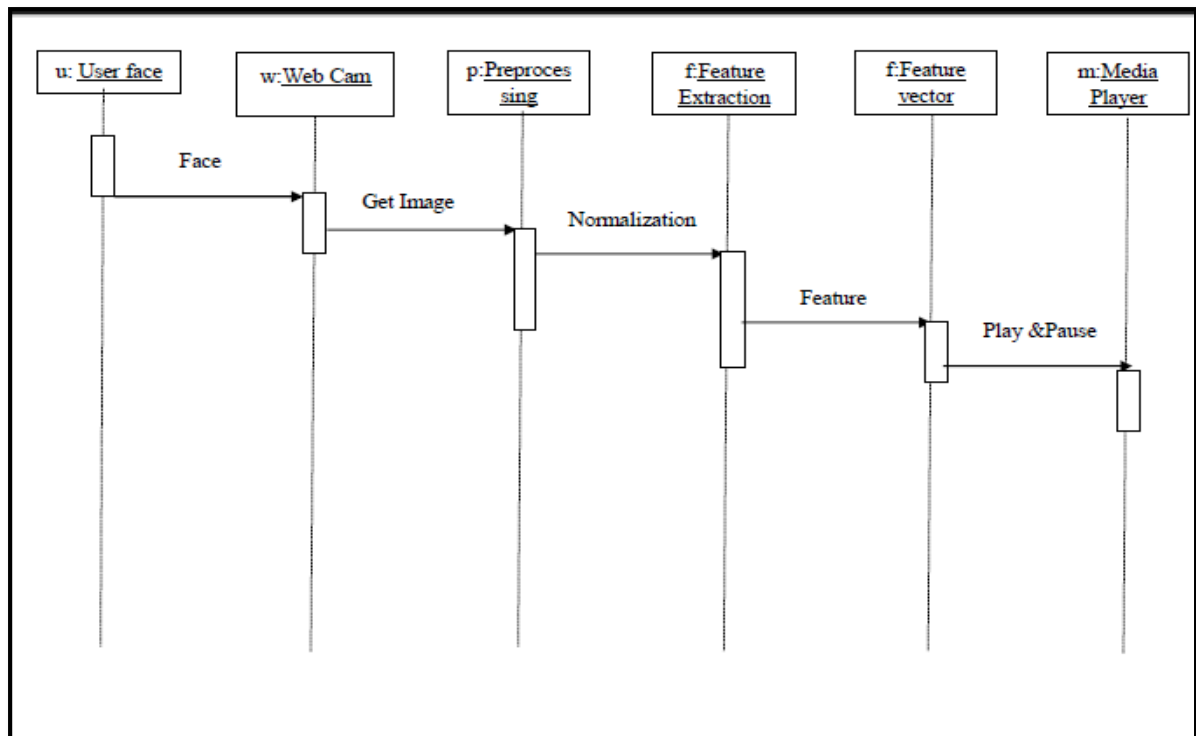 u: User face
w:Web Cam
p:Preproces
sing
f:Feature
Extraction
f:Feature
vector
m:Media
Player
Face
Get Image
Normalization
Feature
Play &Pause